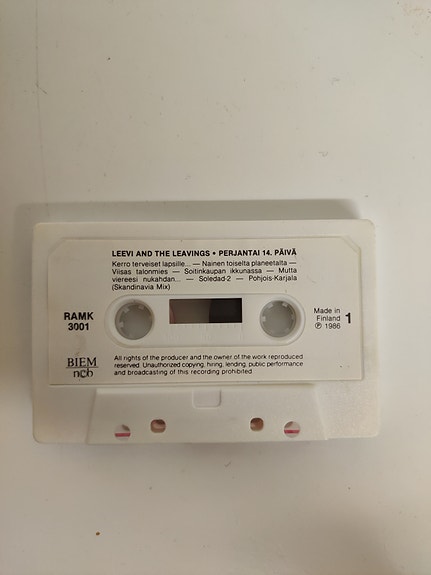 LEEVI AND THE LEAVINGS • PERJANTAI 14. PÄIVÄ
Kerro terveiset lapsille... — Nainen toiselta planeetalta —
Viisas talonmies — Soitinkaupan ikkunassa — Mutta
viereesi nukahdan... — Soledad-2 — Pohjois-Karjala
(Skandinavia Mix)
RAMK
3001
Made in
Finland
℗ 1986
1
BIEM
ncb
All rights of the producer and the owner of the work reproduced
reserved. Unauthorized copying, hiring, lending, public performance
and broadcasting of this recording prohibited